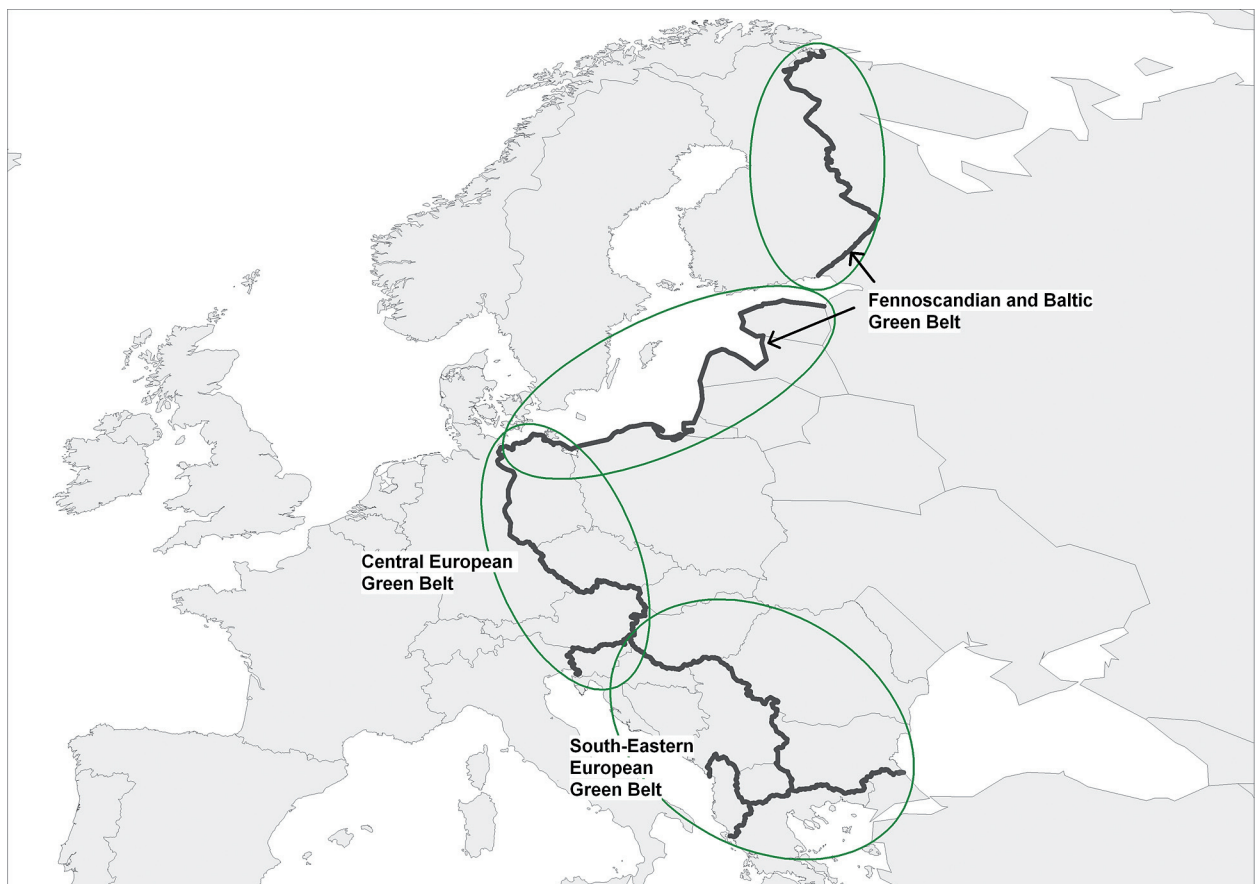 Fennoscandian and Baltic
Green Belt
Central European
Green Belt
South-Eastern
European
Green Belt